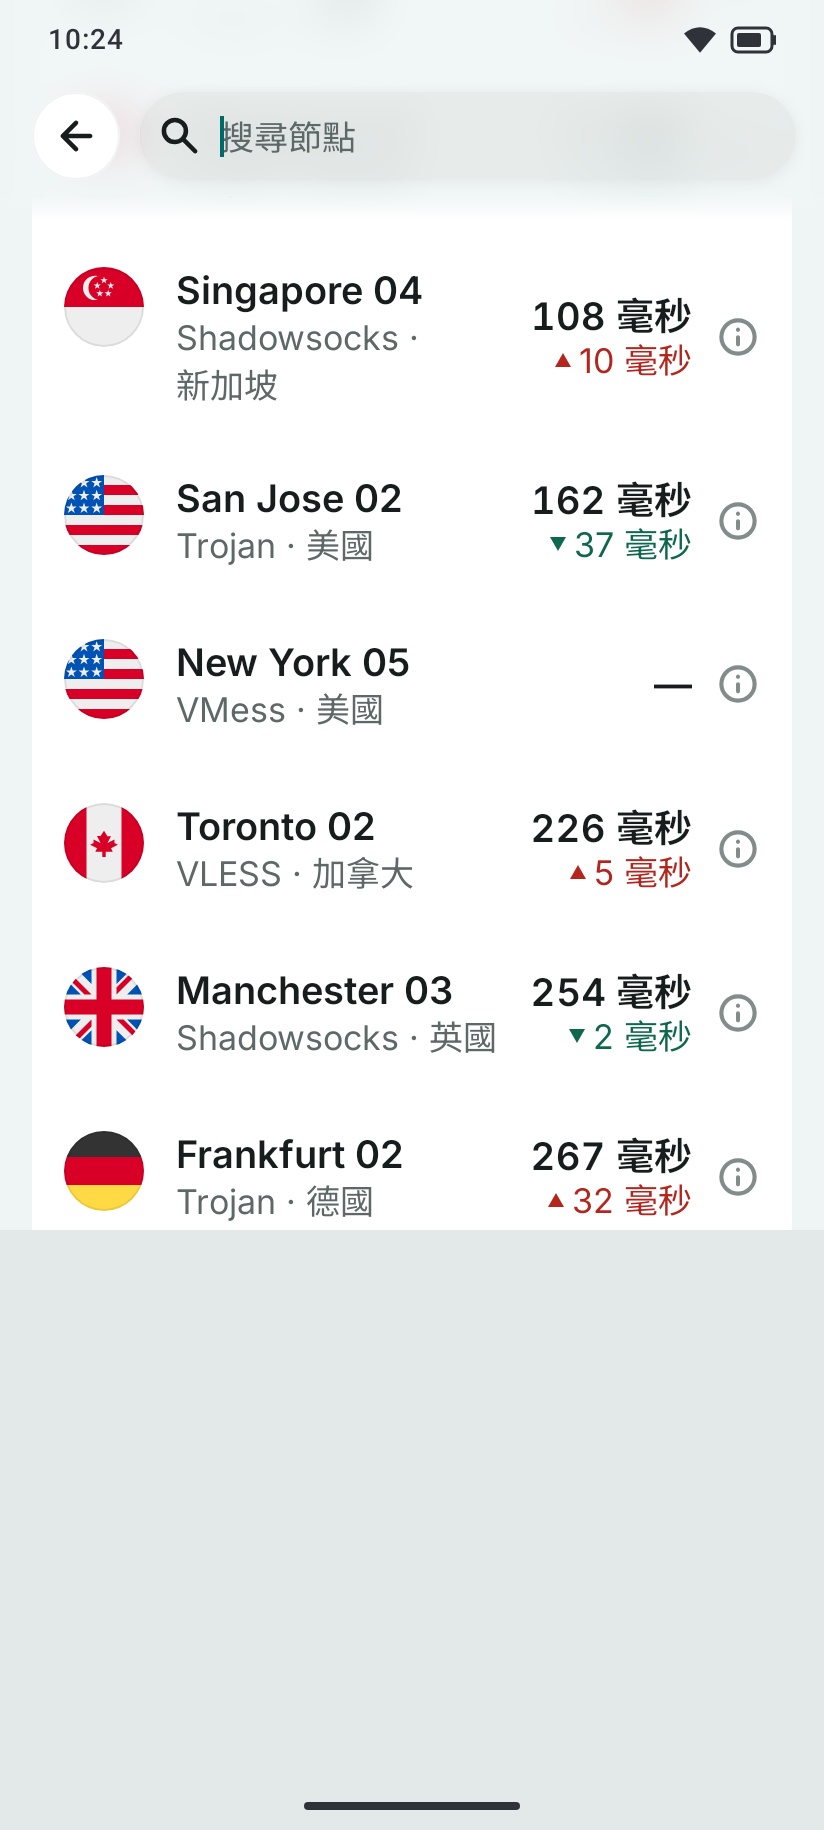 10:24
搜尋節點
Singapore 04
Shadowsocks ·
新加坡
108 毫秒
▲10 毫秒
San Jose 02
Trojan · 美國
162 毫秒
▼37 毫秒
New York 05
VMess · 美國
—
Toronto 02
VLESS · 加拿大
226 毫秒
▲5 毫秒
Manchester 03
Shadowsocks · 英國
254 毫秒
▼2 毫秒
Frankfurt 02
Trojan · 德國
267 毫秒
▲32 毫秒